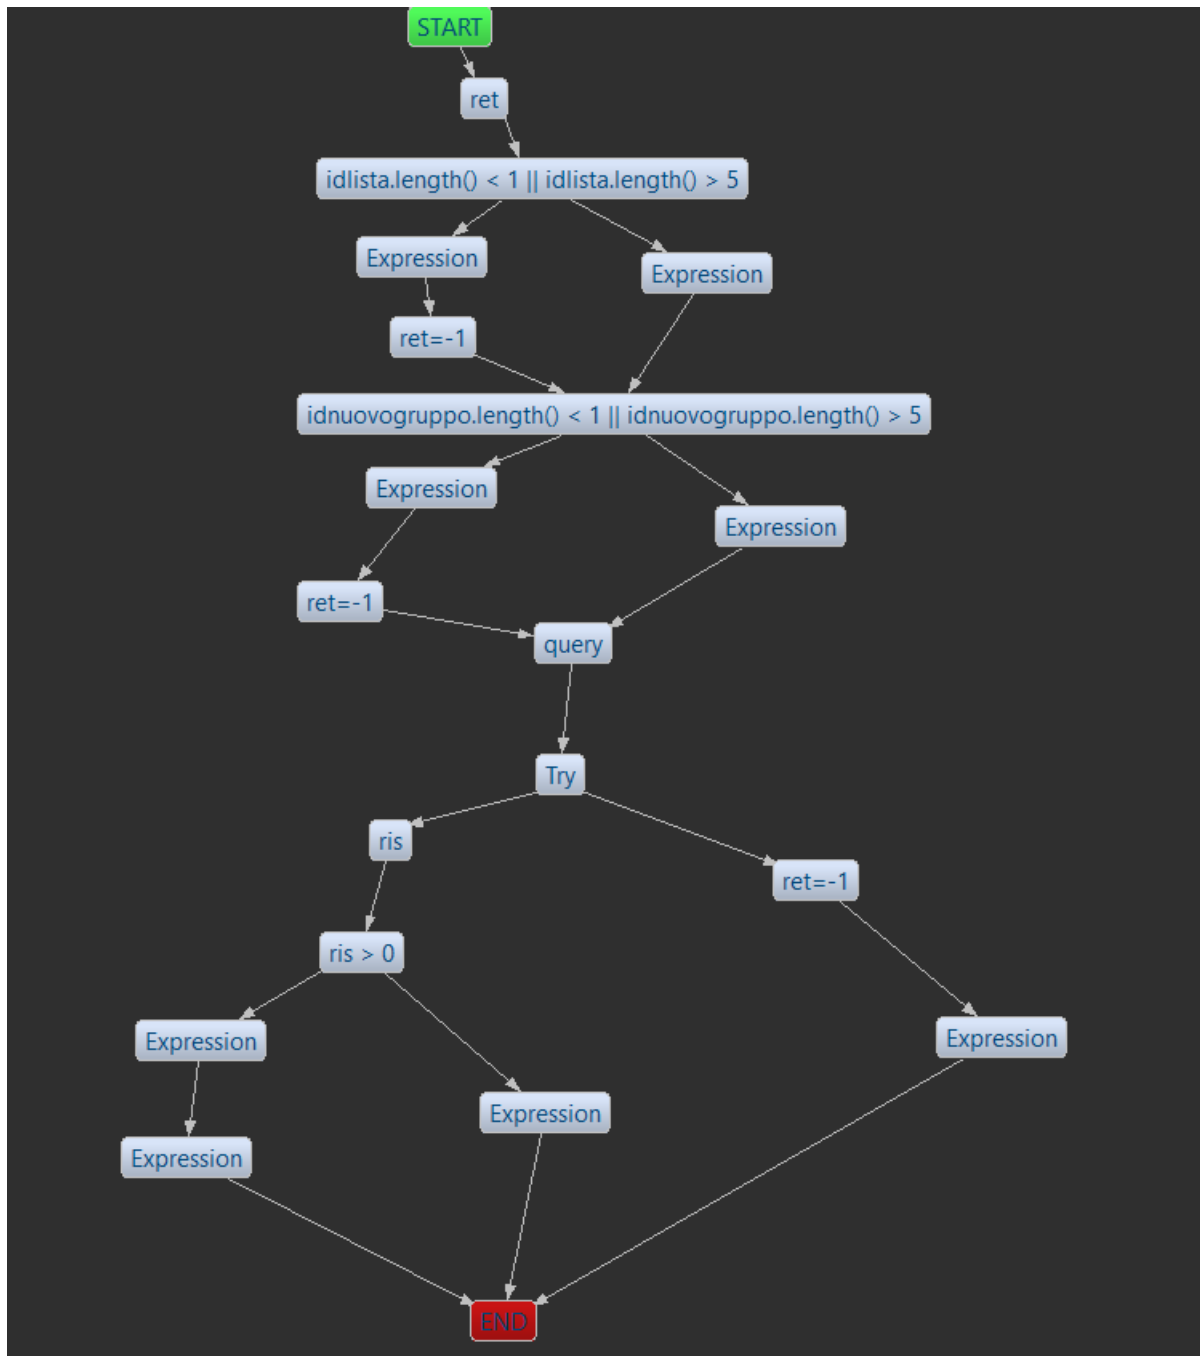 START
ret
idlista.length() < 1 || idlista.length() > 5
Expression
Expression
ret=-1
idnuovogruppo.length() < 1 || idnuovogruppo.length() > 5
Expression
Expression
ret=-1
query
Try
ris
ret=-1
ris > 0
Expression
Expression
Expression
Expression
END